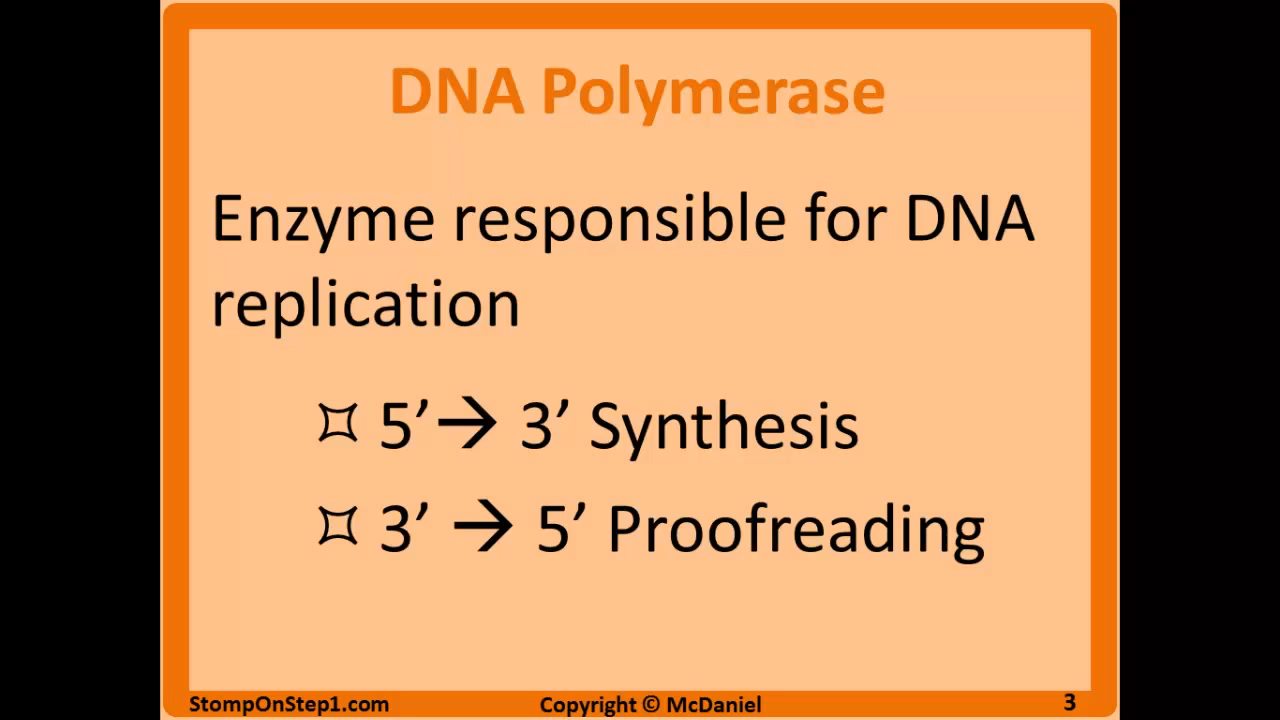 DNA Polymerase
Enzyme responsible for DNA
replication
¤ 5’→ 3’ Synthesis
¤ 3’ → 5’ Proofreading
StompOnStep1.com Copyright © McDaniel 3